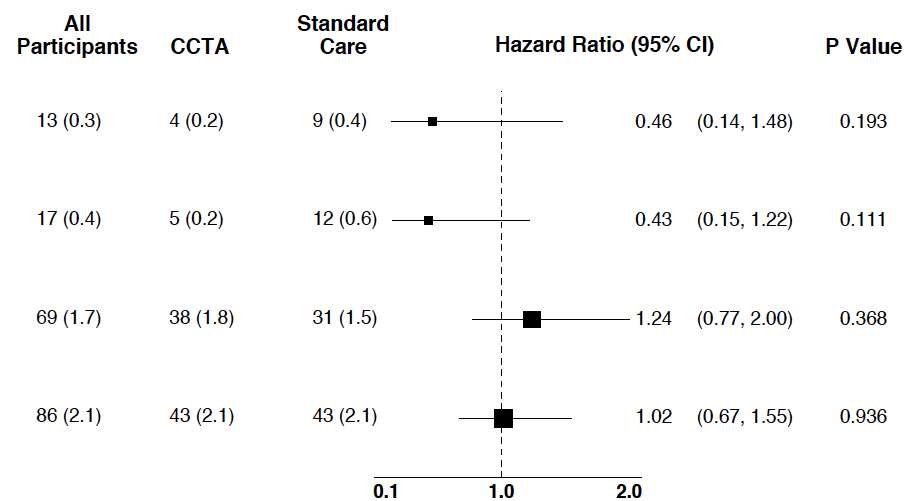 All Participants CCTA Standard Care Hazard Ratio (95% CI) P Value
13 (0.3) 4 (0.2) 9 (0.4) 0.46 (0.14, 1.48) 0.193
17 (0.4) 5 (0.2) 12 (0.6) 0.43 (0.15, 1.22) 0.111
69 (1.7) 38 (1.8) 31 (1.5) 1.24 (0.77, 2.00) 0.368
86 (2.1) 43 (2.1) 43 (2.1) 1.02 (0.67, 1.55) 0.936
0.1 1.0 2.0